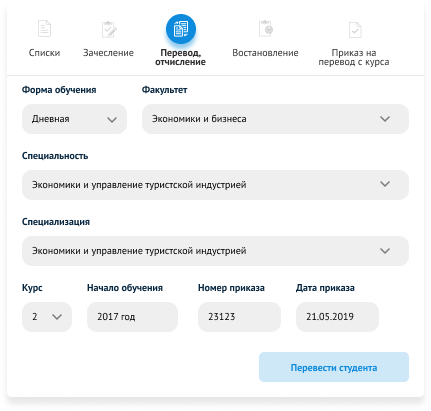 Списки
Зачесление
Перевод,
отчисление
Востановление
Приказ на
перевод с курса
Форма обучения
Факультет
Дневная
Экономики и бизнеса
Специальность
Экономики и управление туристской индустрией
Специализация
Экономики и управление туристской индустрией
Курс
Начало обучения
Номер приказа
Дата приказа
2
2017 год
23123
21.05.2019
Перевести студента